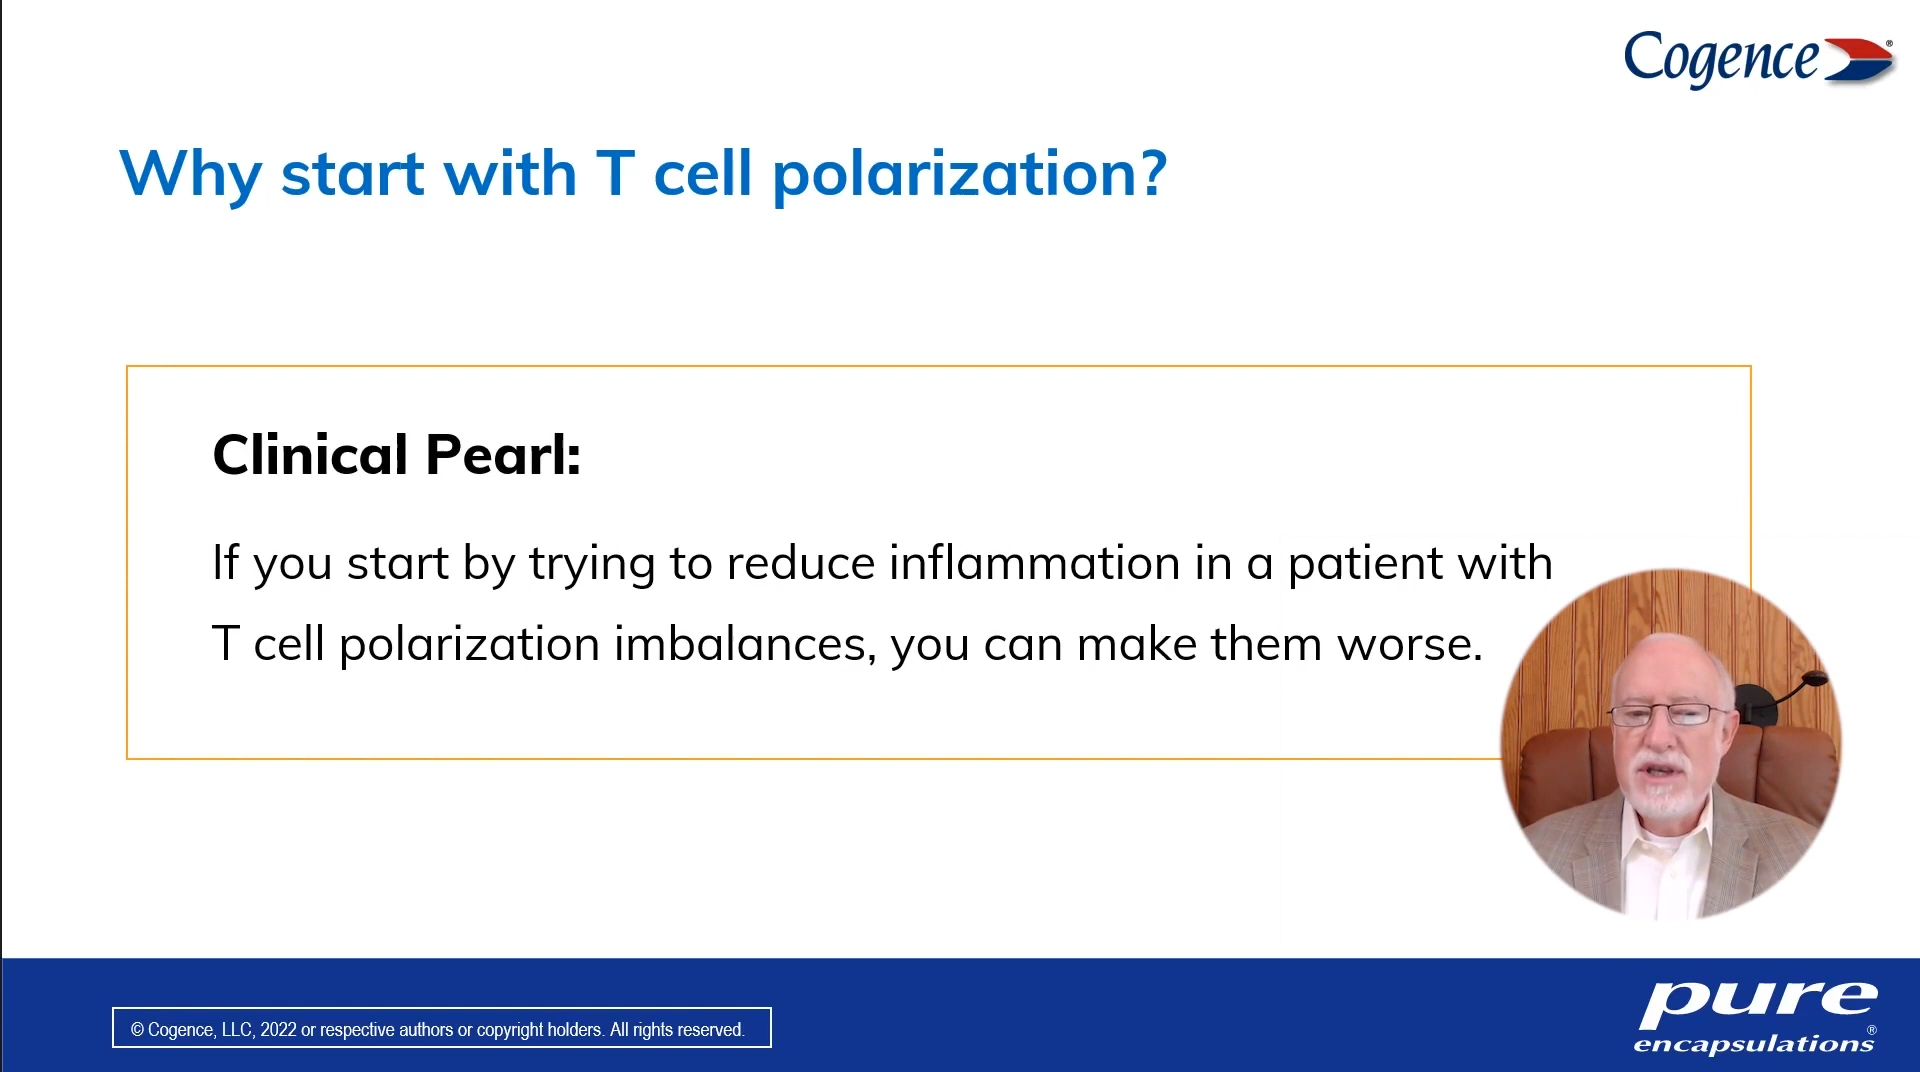 Cogence®
Why start with T cell polarization?
Clinical Pearl:
If you start by trying to reduce inflammation in a patient with
T cell polarization imbalances, you can make them worse.
© Cogence, LLC, 2022 or respective authors or copyright holders. All rights reserved.
pure
encapsulations®